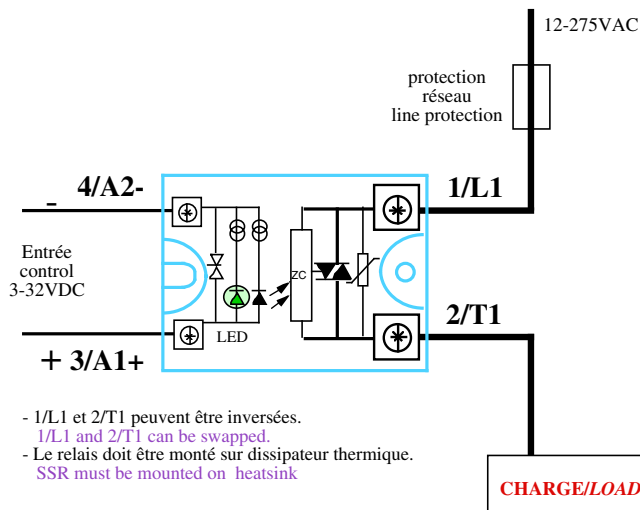 12-275VAC
protection
réseau
line protection
4/A2-
1/L1
-
Entrée
control
3-32VDC
ZC
2/T1
LED
+ 3/A1+
- 1/L1 et 2/T1 peuvent être inversées.
1/L1 and 2/T1 can be swapped.
- Le relais doit être monté sur dissipateur thermique.
SSR must be mounted on heatsink
CHARGE/LOAD